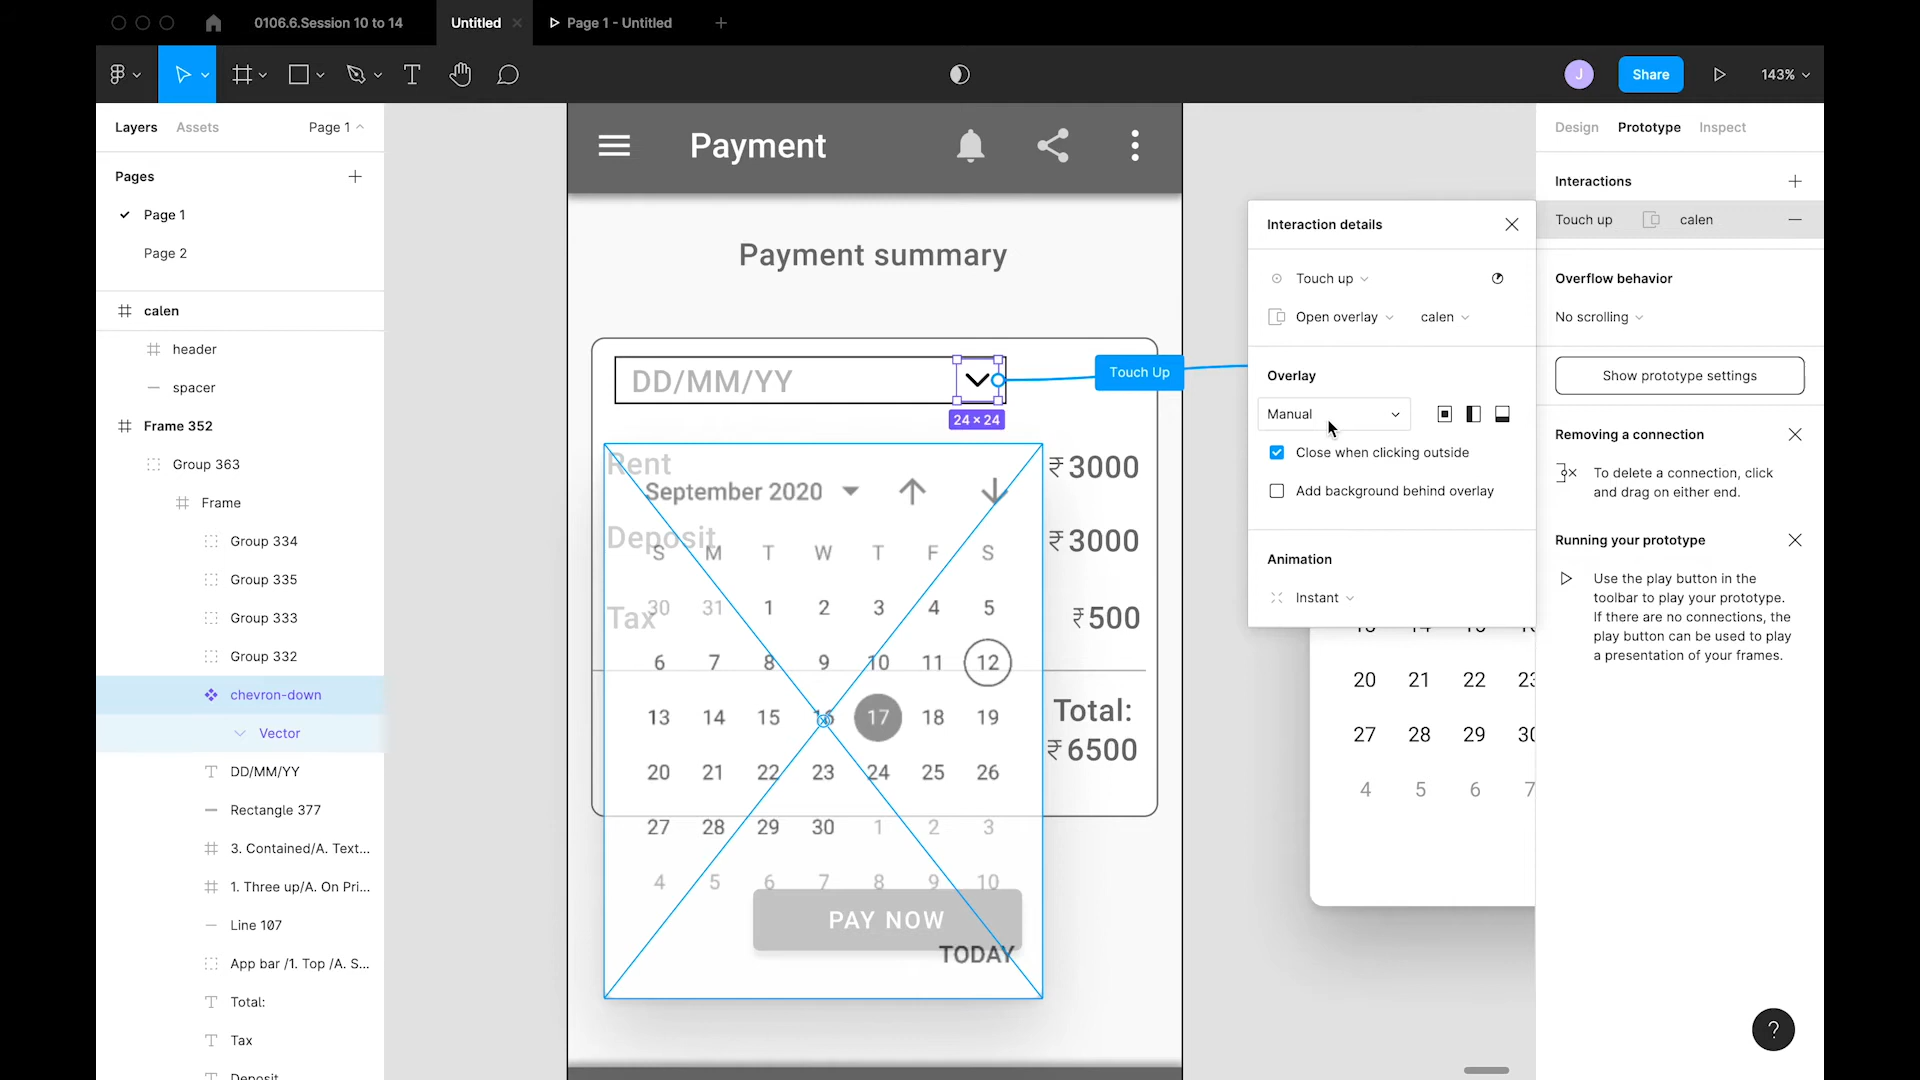 0106.6.Session 10 to 14
Untitled
Page 1 - Untitled
J
Share
143%
Layers
Assets
Page 1
Pages
Page 1
Page 2
calen
header
spacer
Frame 352
Group 363
Frame
Group 334
Group 335
Group 333
Group 332
chevron-down
Vector
DD/MM/YY
Rectangle 377
3. Contained/A. Text...
1. Three up/A. On Pri...
Line 107
App bar /1. Top /A. S...
Total:
Tax
Deposit
Payment
Payment summary
DD/MM/YY
24 × 24
Touch Up
Rent
₹3000
September 2020
Deposit
₹3000
S M T W T F S
Tax
₹500
30 31 1 2 3 4 5
6 7 8 9 10 11 12
13 14 15 16 17 18 19
Total:
₹6500
20 21 22 23 24 25 26
27 28 29 30 1 2 3
4 5 6 7 8 9 10
PAY NOW
TODAY
20 21 22 23
27 28 29 30
4 5 6 7
Interaction details
Touch up
Open overlay calen
Overlay
Manual
Close when clicking outside
Add background behind overlay
Animation
Instant
Design
Prototype
Inspect
Interactions
Touch up calen
Overflow behavior
No scrolling
Show prototype settings
Removing a connection
To delete a connection, click
and drag on either end.
Running your prototype
Use the play button in the
toolbar to play your prototype.
If there are no connections, the
play button can be used to play
a presentation of your frames.
?